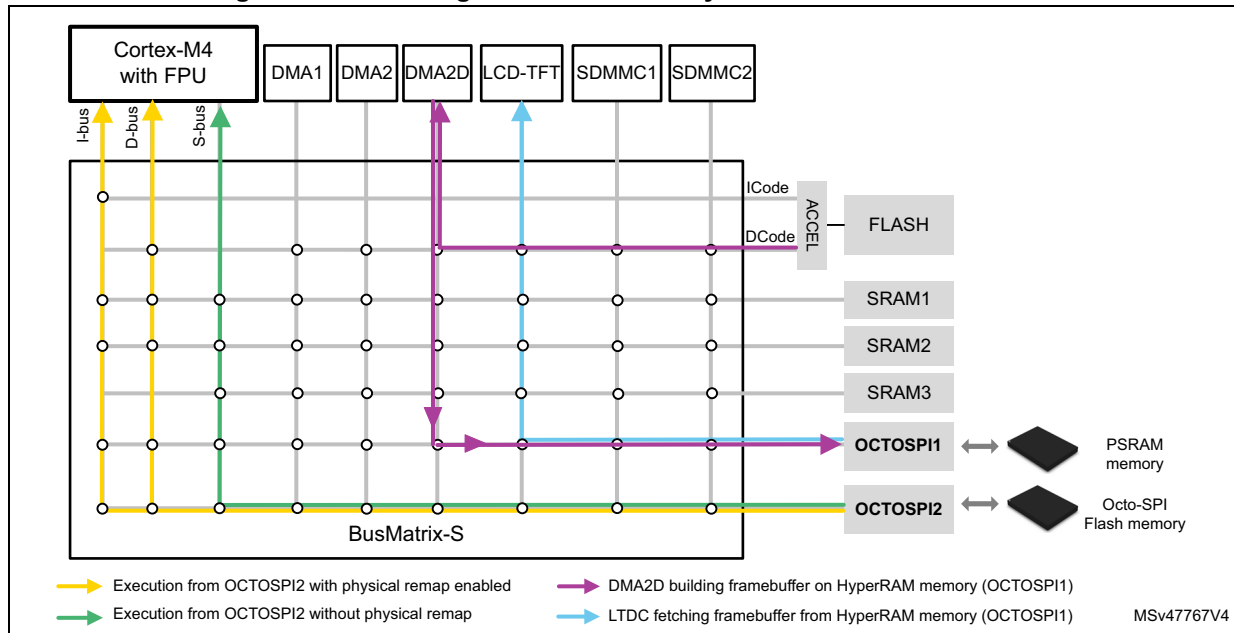 Cortex-M4
with FPU
DMA1
DMA2
DMA2D
LCD-TFT
SDMMC1
SDMMC2
I-bus
D-bus
S-bus
ICode
DCode
ACCEL
FLASH
SRAM1
SRAM2
SRAM3
OCTOSPI1
PSRAM
memory
OCTOSPI2
Octo-SPI
Flash memory
BusMatrix-S
Execution from OCTOSPI2 with physical remap enabled
DMA2D building framebuffer on HyperRAM memory (OCTOSPI1)
Execution from OCTOSPI2 without physical remap
LTDC fetching framebuffer from HyperRAM memory (OCTOSPI1)
MSv47767V4